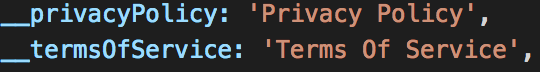 __privacyPolicy: 'Privacy Policy',
__termsOfService: 'Terms Of Service',